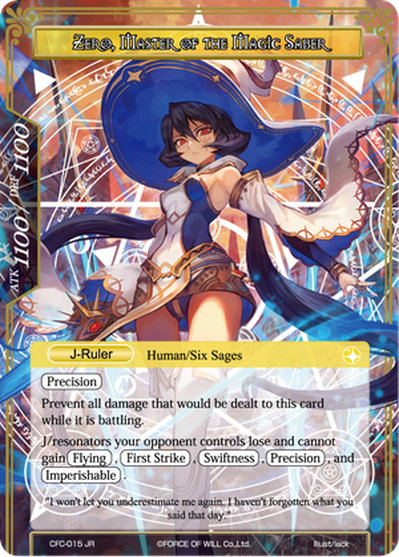 Zero, Master of the Magic Saber
ATK 1100 / DEF 1100
J-Ruler Human/Six Sages
Precision
Prevent all damage that would be dealt to this card
while it is battling.
J/resonators your opponent controls lose and cannot
gain Flying, First Strike, Swiftness, Precision, and
Imperishable.
"I won't let you underestimate me again. I haven't forgotten what you
said that day."
CFC-015 JR ©FORCE OF WILL Co.,Ltd. Illust/lack